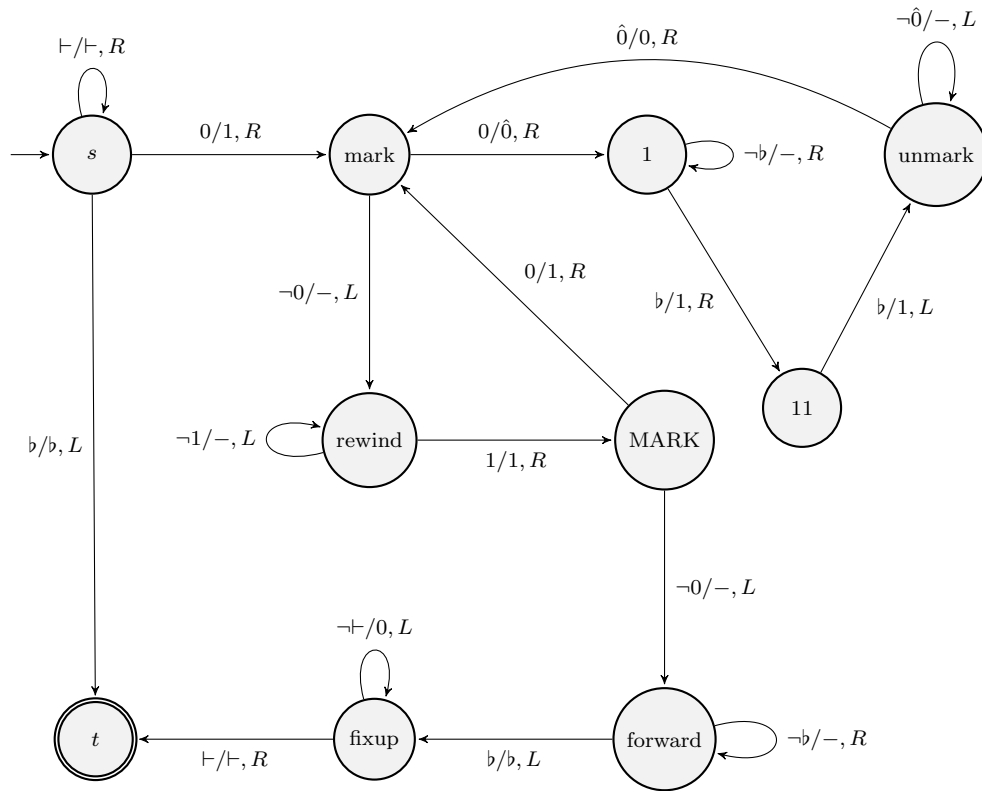 ⊢/⊢, R
¬0̂/−, L
0̂/0, R
s
0/1, R
mark
0/0̂, R
1
¬♭/−, R
unmark
0/1, R
¬0/−, L
♭/1, R
♭/1, L
11
♭/♭, L
¬1/−, L
rewind
1/1, R
MARK
¬0/−, L
¬⊢/0, L
t
⊢/⊢, R
fixup
♭/♭, L
forward
¬♭/−, R